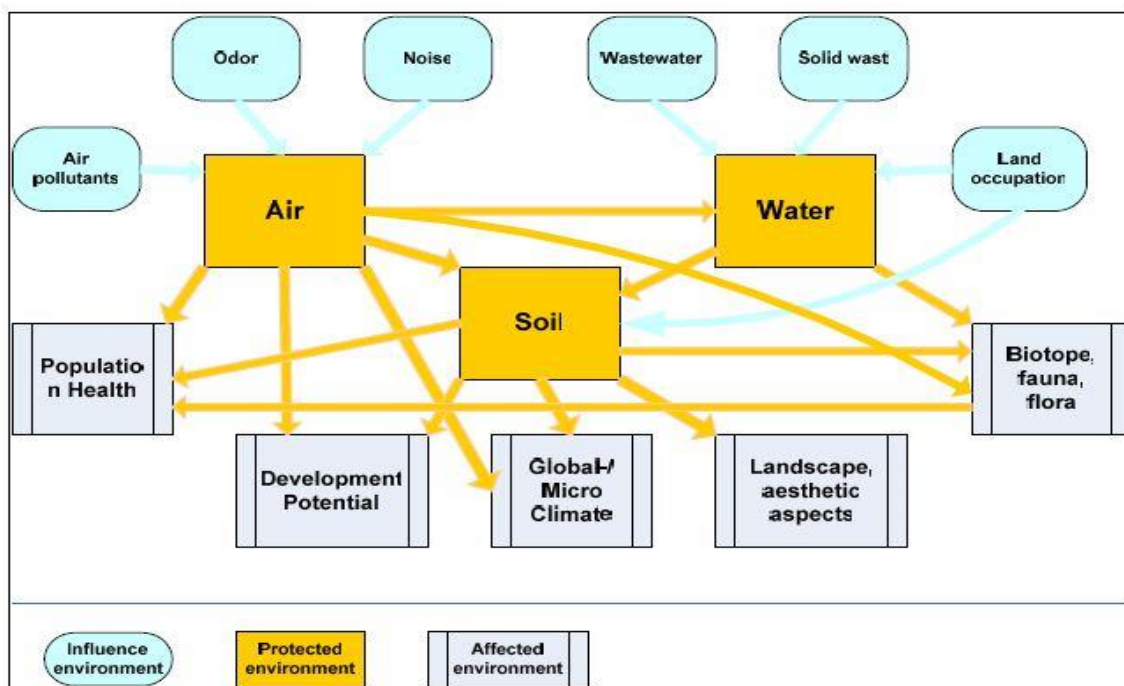 Odor
Noise
Wastewater
Solid wast
Air
pollutants
Land
occupation
Air
Water
Soil
Populatio
n Health
Biotope,
fauna,
flora
Development
Potential
Global-/
Micro
Climate
Landscape,
aesthetic
aspects
Influence
environment
Protected
environment
Affected
environment